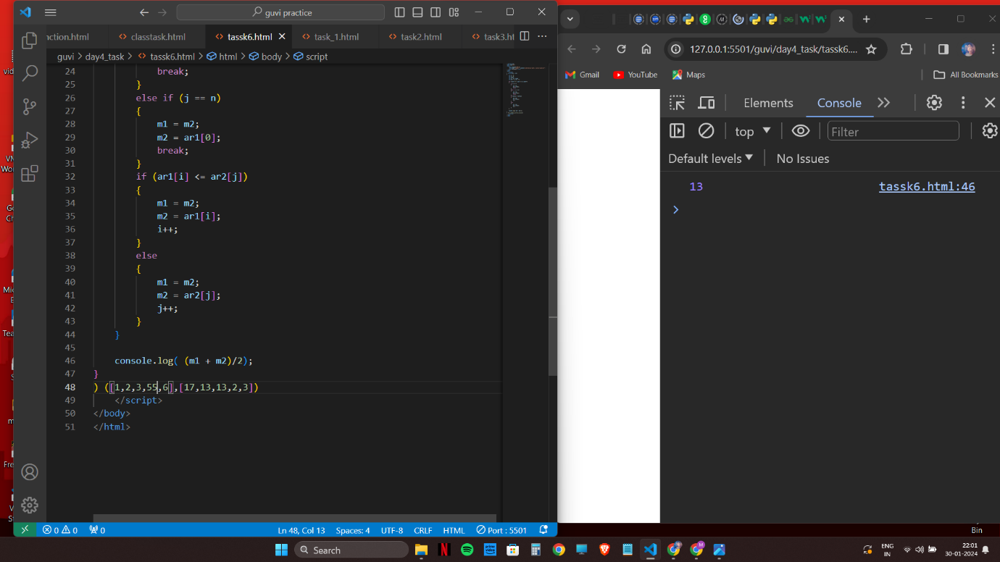 guvi practice
nction.html
classtask.html
tassk6.html
task_1.html
task2.html
task3.ht
guvi > day4_task > tassk6.html > html > body > script
24 break;
25 }
26 else if (j == n)
27 {
28 m1 = m2;
29 m2 = ar1[0];
30 break;
31 }
32 if (ar1[i] <= ar2[j])
33 {
34 m1 = m2;
35 m2 = ar1[i];
36 i++;
37 }
38 else
39 {
40 m1 = m2;
41 m2 = ar2[j];
42 j++;
43 }
44 }
45
46 console.log( (m1 + m2)/2);
47 }
48 ) ([1,2,3,55,6],[17,13,13,2,3])
49 </script>
50 </body>
51 </html>
0 0 0
Ln 48, Col 13
Spaces: 4
UTF-8
CRLF
HTML
Port : 5501
127.0.0.1:5501/guvi/day4_task/tassk6....
Gmail
YouTube
Maps
All Bookmarks
Elements
Console
top
Filter
Default levels
No Issues
13
tassk6.html:46
Bin
Search
ENG
IN
22:01
30-01-2024